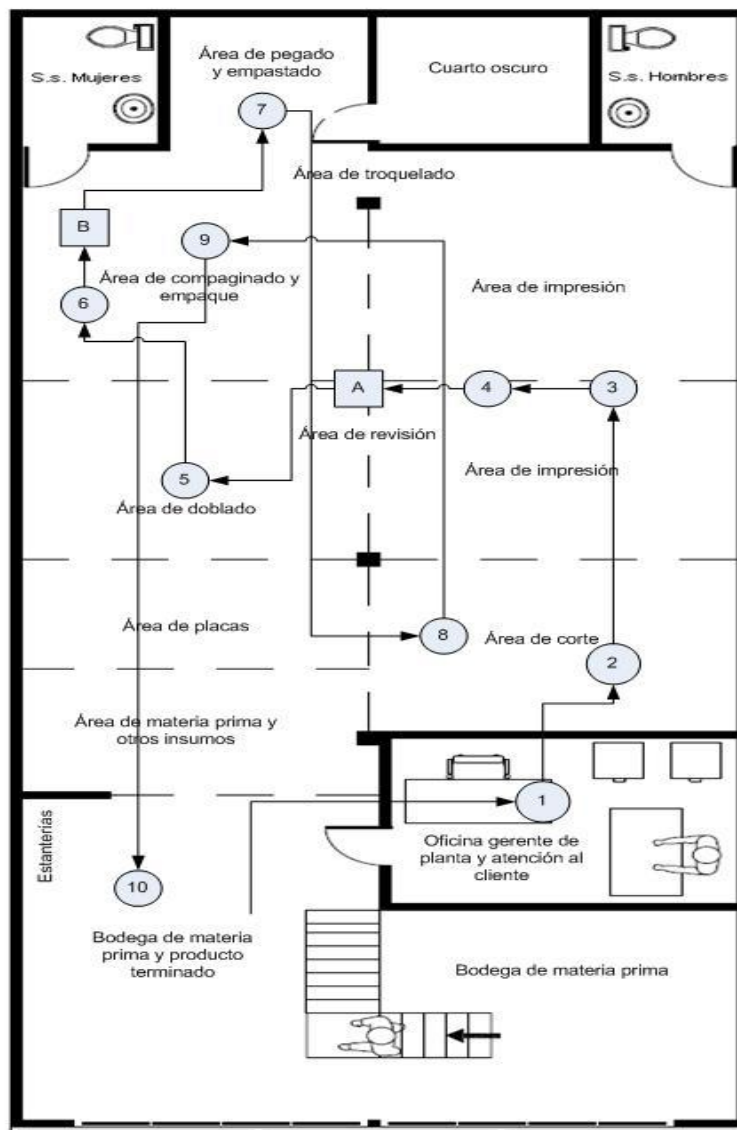 Área de pegado
y empastado
Cuarto oscuro
S.s. Mujeres
S.s. Hombres
7
Área de troquelado
B
9
Área de compaginado y
empaque
6
Área de impresión
A
4
3
Área de revisión
Área de impresión
5
Área de doblado
Área de placas
8
Área de corte
2
Área de materia prima y
otros insumos
1
Oficina gerente de
planta y atención al
cliente
Estanterías
10
Bodega de materia
prima y producto
terminado
Bodega de materia prima